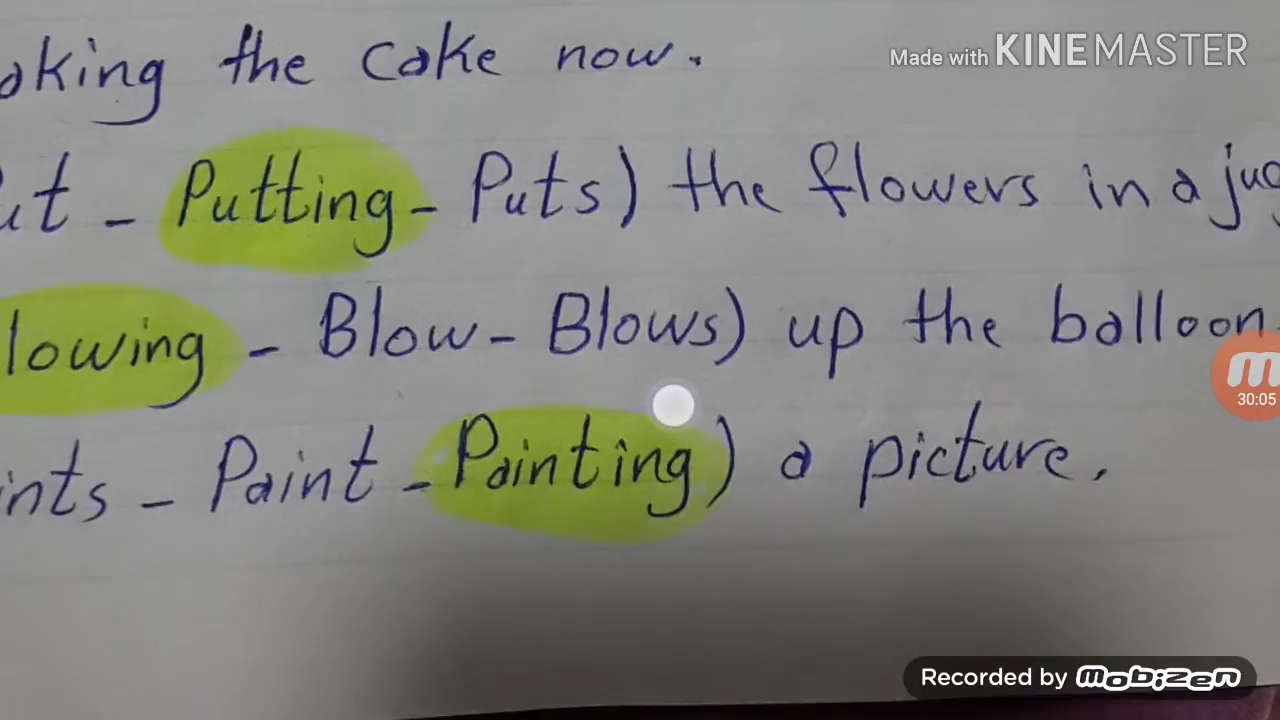 Made with KINEMASTER
aking the cake now.
ut - Putting - Puts) the flowers in a jug
lowing - Blow - Blows) up the balloon
30:05
ints - Paint - Painting) a picture.
Recorded by mobizen